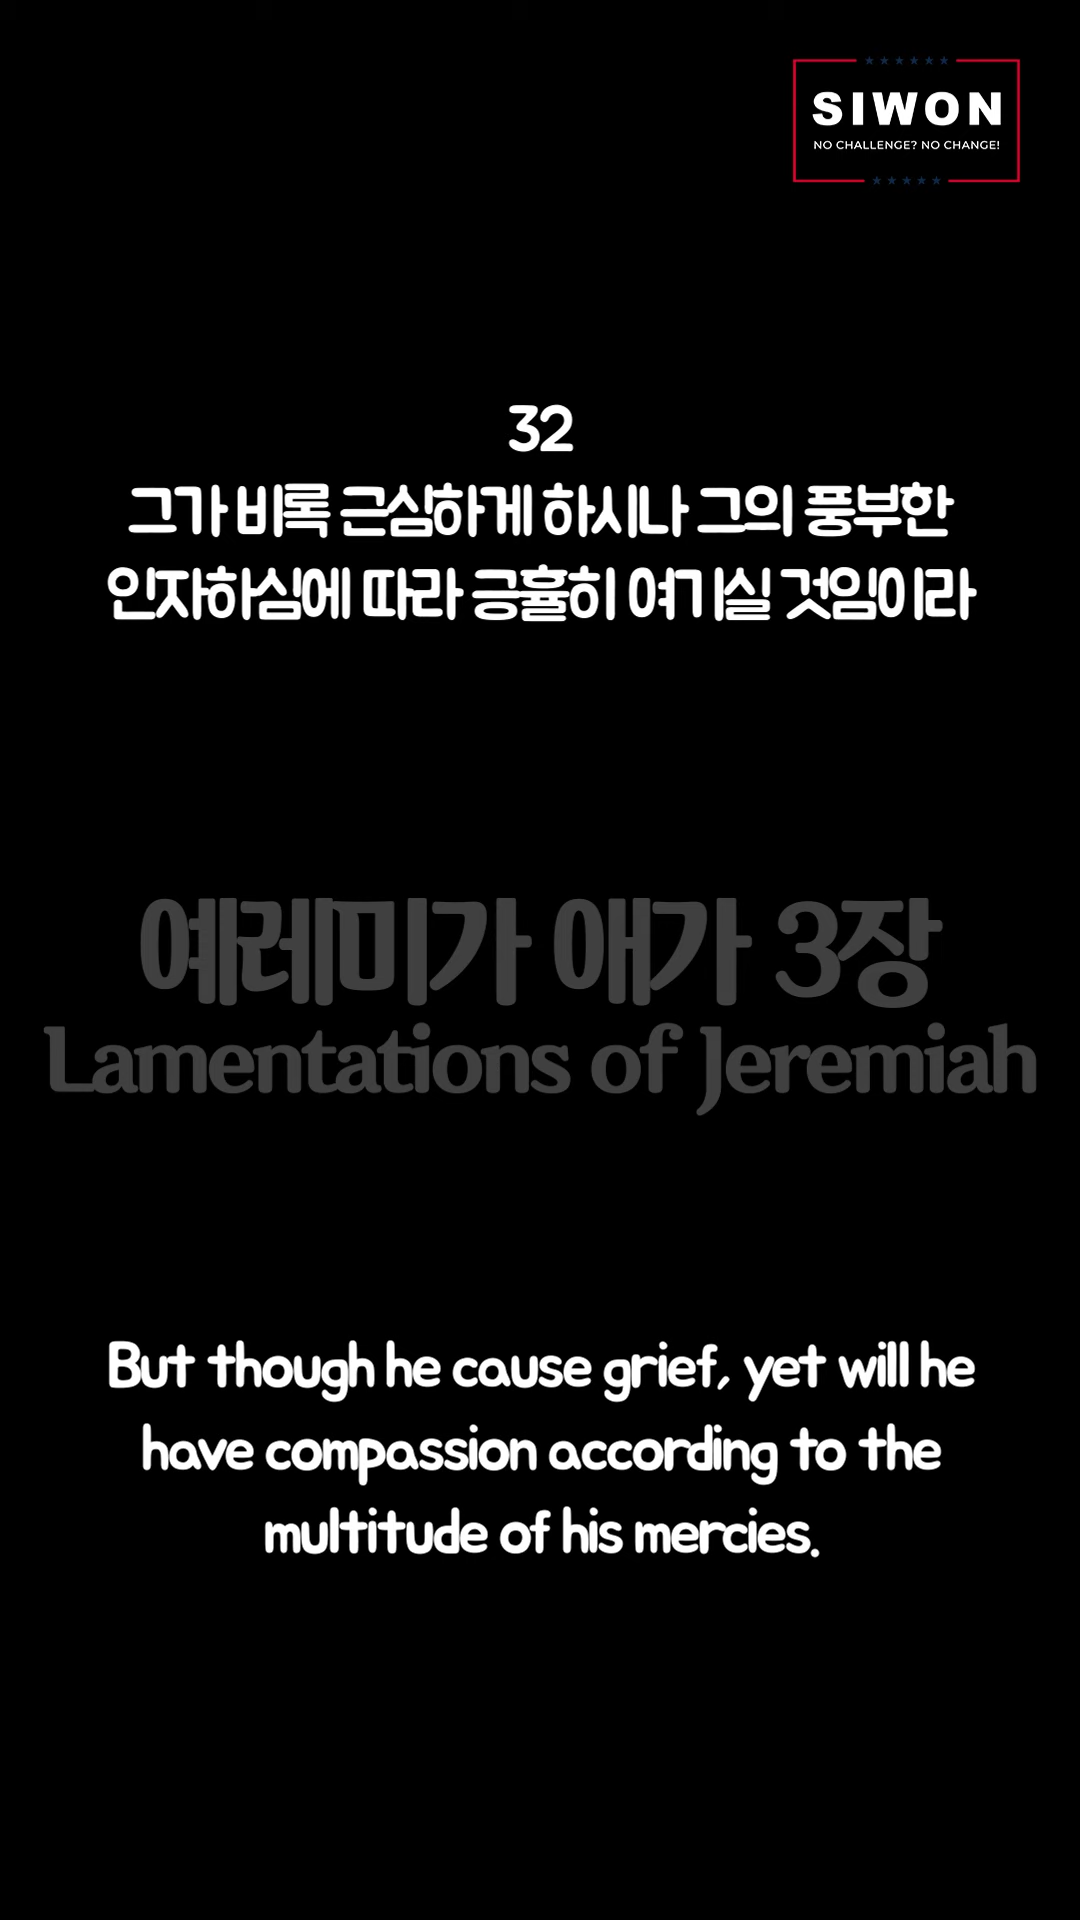 SIWON
NO CHALLENGE? NO CHANGE!
32
그가 비록 근심하게 하시나 그의 풍부한
인자하심에 따라 긍휼히 여기실 것임이라
예레미가 애가 3장
Lamentations of Jeremiah
But though he cause grief, yet will he
have compassion according to the
multitude of his mercies.